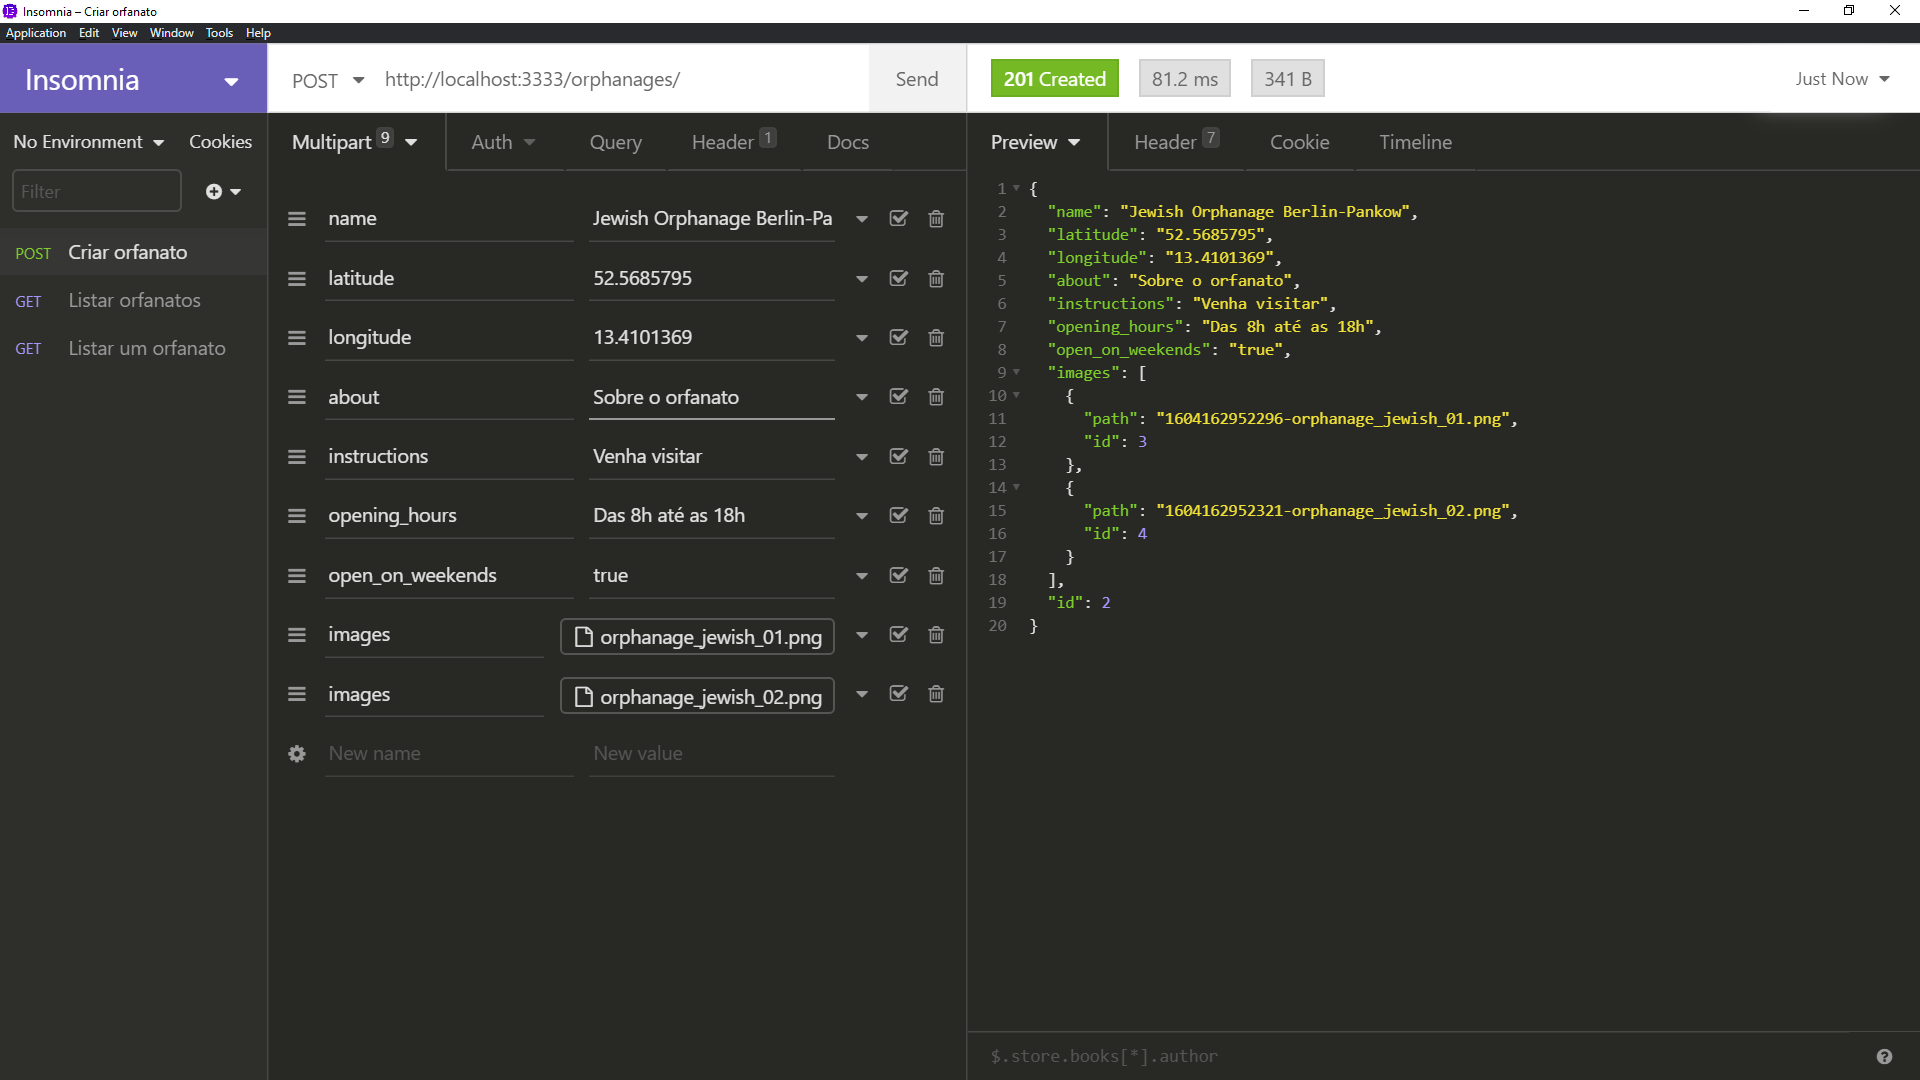 Insomnia – Criar orfanato
Application Edit View Window Tools Help
Insomnia
POST http://localhost:3333/orphanages/ Send
201 Created 81.2 ms 341 B Just Now
No Environment Cookies
Filter
POST Criar orfanato
GET Listar orfanatos
GET Listar um orfanato
Multipart 9 Auth Query Header 1 Docs
name Jewish Orphanage Berlin-Pa
latitude 52.5685795
longitude 13.4101369
about Sobre o orfanato
instructions Venha visitar
opening_hours Das 8h até as 18h
open_on_weekends true
images orphanage_jewish_01.png
images orphanage_jewish_02.png
New name New value
Preview Header 7 Cookie Timeline
1 {
2 "name": "Jewish Orphanage Berlin-Pankow",
3 "latitude": "52.5685795",
4 "longitude": "13.4101369",
5 "about": "Sobre o orfanato",
6 "instructions": "Venha visitar",
7 "opening_hours": "Das 8h até as 18h",
8 "open_on_weekends": "true",
9 "images": [
10 {
11 "path": "1604162952296-orphanage_jewish_01.png",
12 "id": 3
13 },
14 {
15 "path": "1604162952321-orphanage_jewish_02.png",
16 "id": 4
17 }
18 ],
19 "id": 2
20 }
$.store.books[*].author